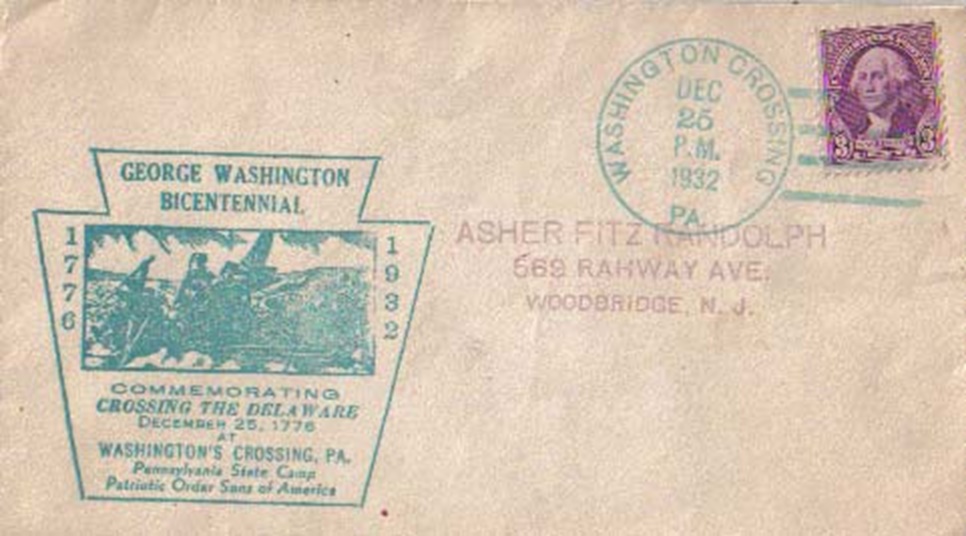 GEORGE WASHINGTON
BICENTENNIAL
1776
1932
COMMEMORATING
CROSSING THE DELAWARE
DECEMBER 25, 1776
AT
WASHINGTON'S CROSSING, PA.
Pennsylvania State Camp
Patriotic Order Sons of America
WASHINGTON CROSSING
DEC
25
P.M.
1932
PA.
3 3
ASHER FITZ RANDOLPH
569 RAHWAY AVE.
WOODBRIDGE, N. J.